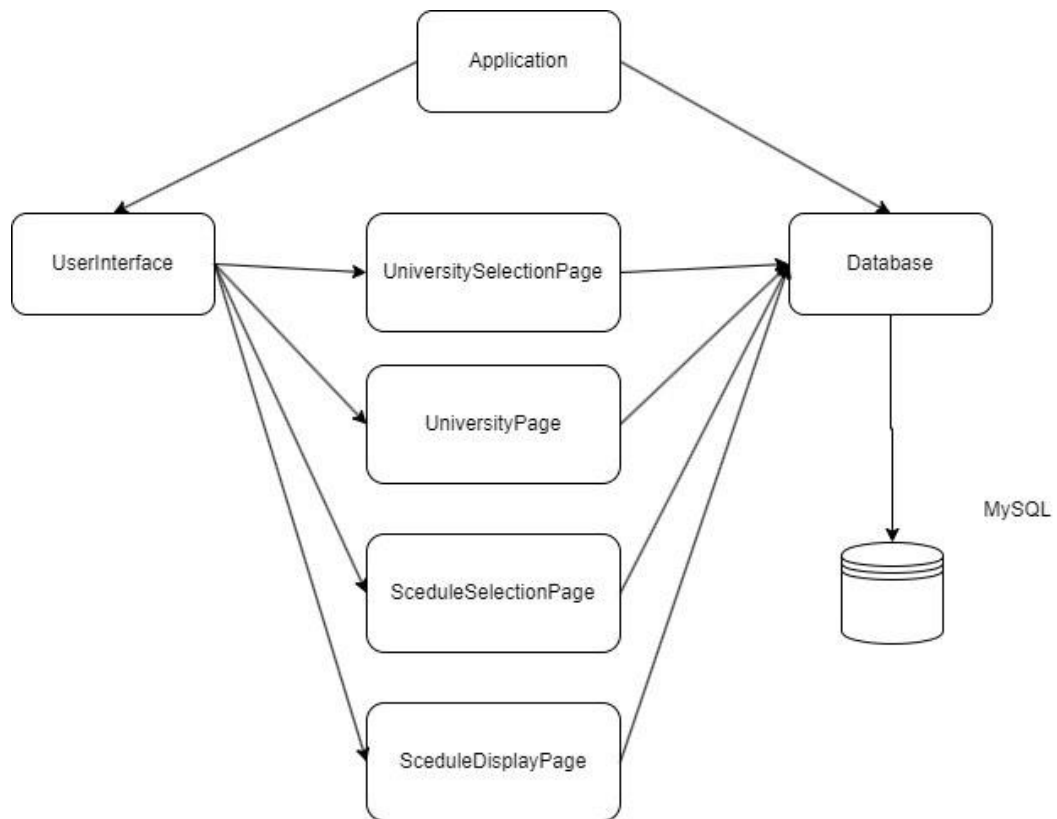 Application
UserInterface
UniversitySelectionPage
Database
UniversityPage
MySQL
SceduleSelectionPage
SceduleDisplayPage